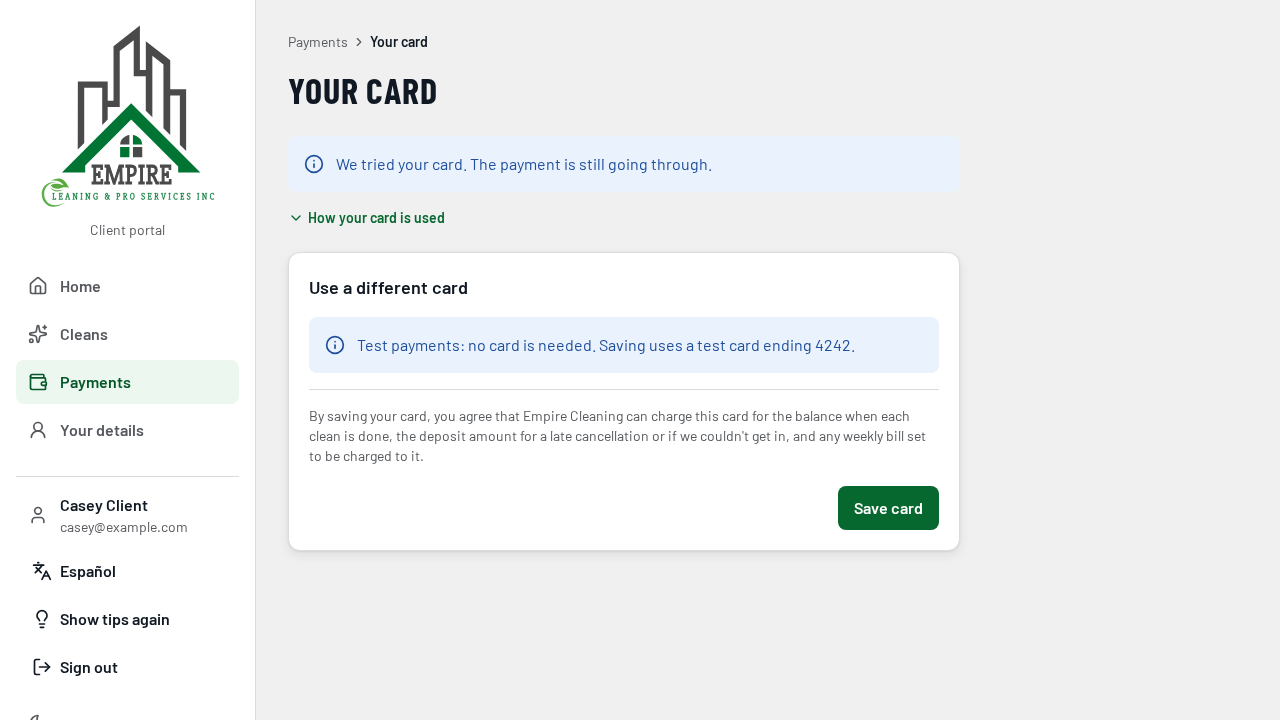 EMPIRE
LEANING & PRO SERVICES INC
Client portal
Home
Cleans
Payments
Your details
Casey Client
casey@example.com
Español
Show tips again
Sign out
Payments > Your card
YOUR CARD
We tried your card. The payment is still going through.
How your card is used
Use a different card
Test payments: no card is needed. Saving uses a test card ending 4242.
By saving your card, you agree that Empire Cleaning can charge this card for the balance when each
clean is done, the deposit amount for a late cancellation or if we couldn't get in, and any weekly bill set
to be charged to it.
Save card